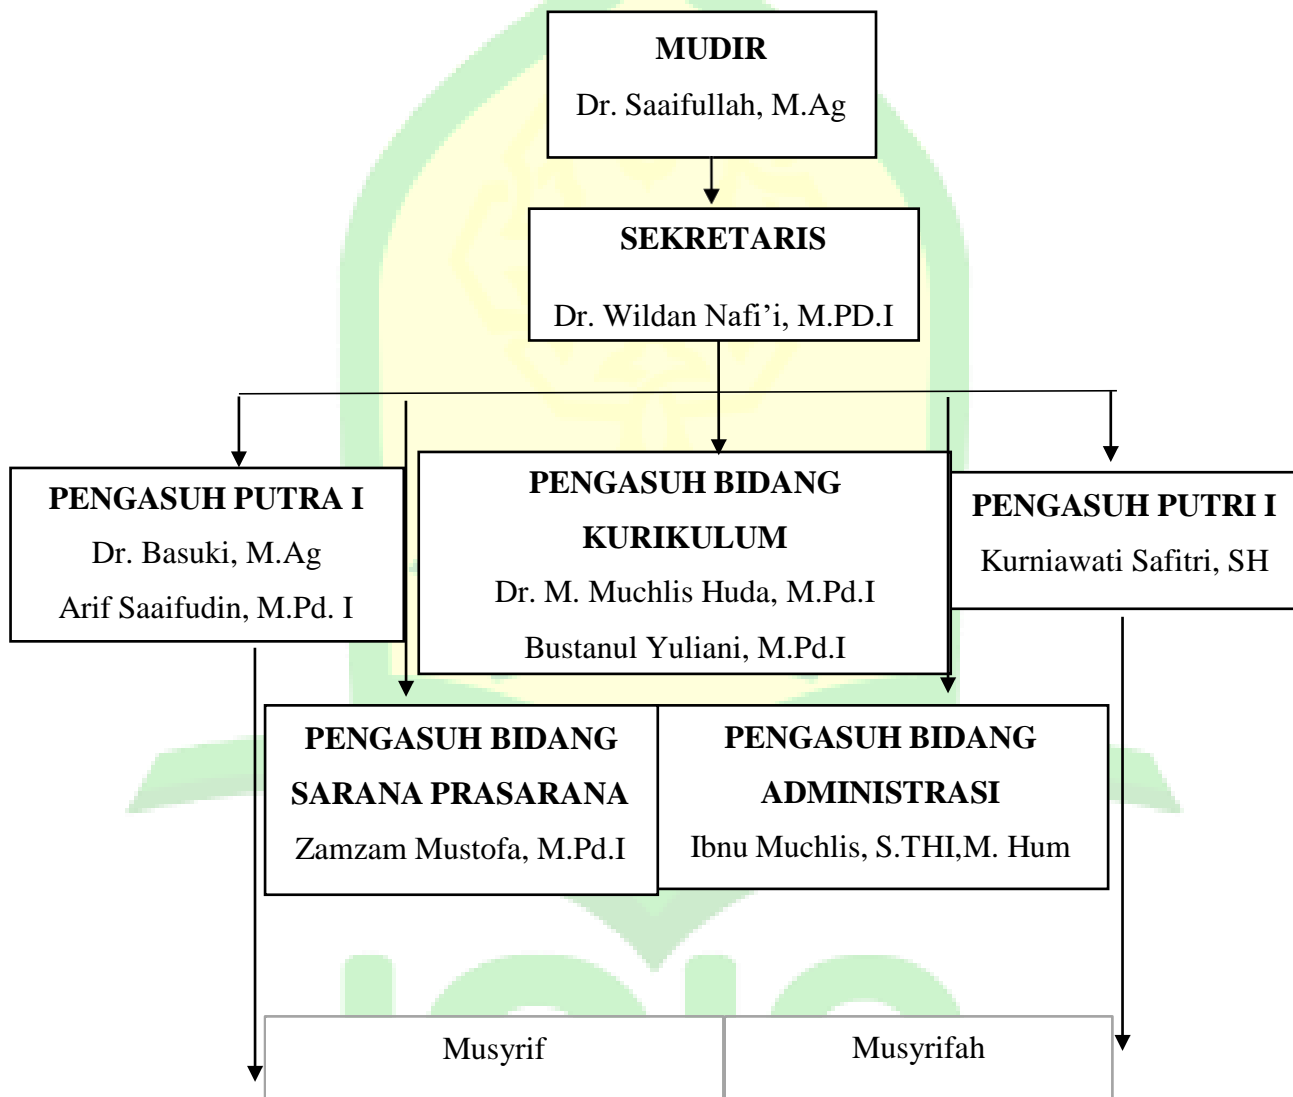 MUDIR
Dr. Saaifullah, M.Ag
SEKRETARIS
Dr. Wildan Nafi’i, M.PD.I
PENGASUH PUTRA I
Dr. Basuki, M.Ag
Arif Saaifudin, M.Pd. I
PENGASUH BIDANG
KURIKULUM
Dr. M. Muchlis Huda, M.Pd.I
Bustanul Yuliani, M.Pd.I
PENGASUH PUTRI I
Kurniawati Safitri, SH
PENGASUH BIDANG
SARANA PRASARANA
Zamzam Mustofa, M.Pd.I
PENGASUH BIDANG
ADMINISTRASI
Ibnu Muchlis, S.THI,M. Hum
Musyrif
Musyrifah